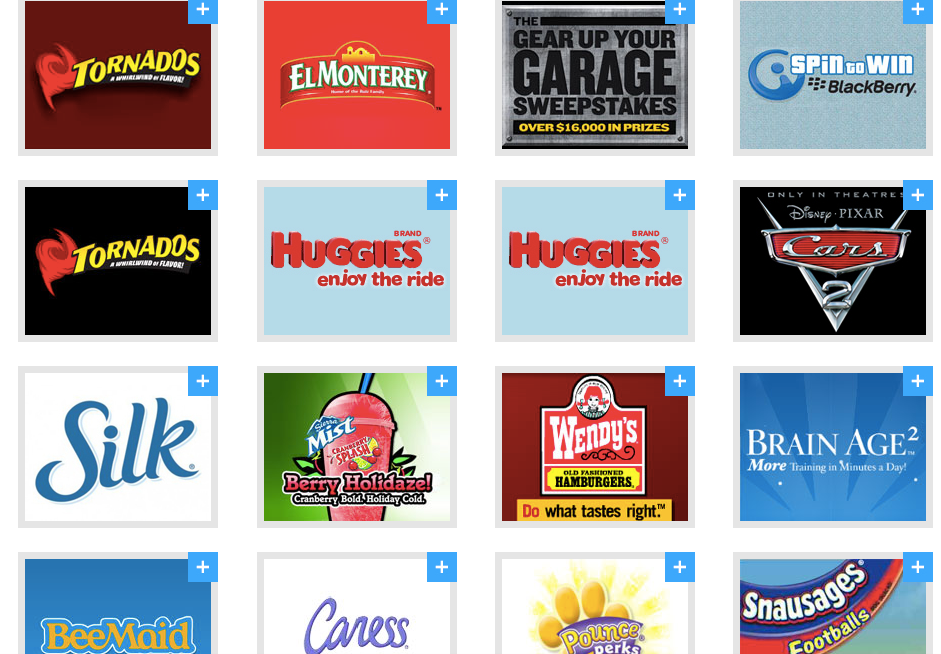 TORNADOS
A WHIRLWIND OF FLAVOR!
EL MONTEREY
Home of the Ruiz Family
™
THE
GEAR UP YOUR
GARAGE
SWEEPSTAKES
OVER $16,000 IN PRIZES
SPIN to WIN
BlackBerry.
TORNADOS
A WHIRLWIND OF FLAVOR!
BRAND
HUGGIES®
enjoy the ride
BRAND
HUGGIES®
enjoy the ride
ONLY IN THEATRES
Disney · PIXAR
Cars
2
Silk®
Sierra
Mist
CRANBERRY
SPLASH
Berry Holidaze!
Cranberry Bold. Holiday Cold.
WENDY'S
OLD FASHIONED
HAMBURGERS.
Do what tastes right.™
BRAIN AGE2™
More Training in Minutes a Day!
BeeMaid
Caress
Pounce
perks
Snausages
Footballs